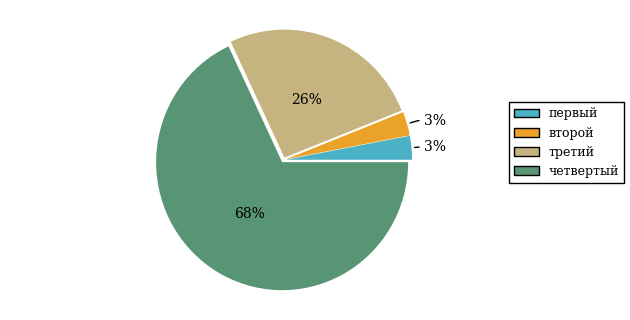 26%
3%
3%
68%
первый
второй
третий
четвертый